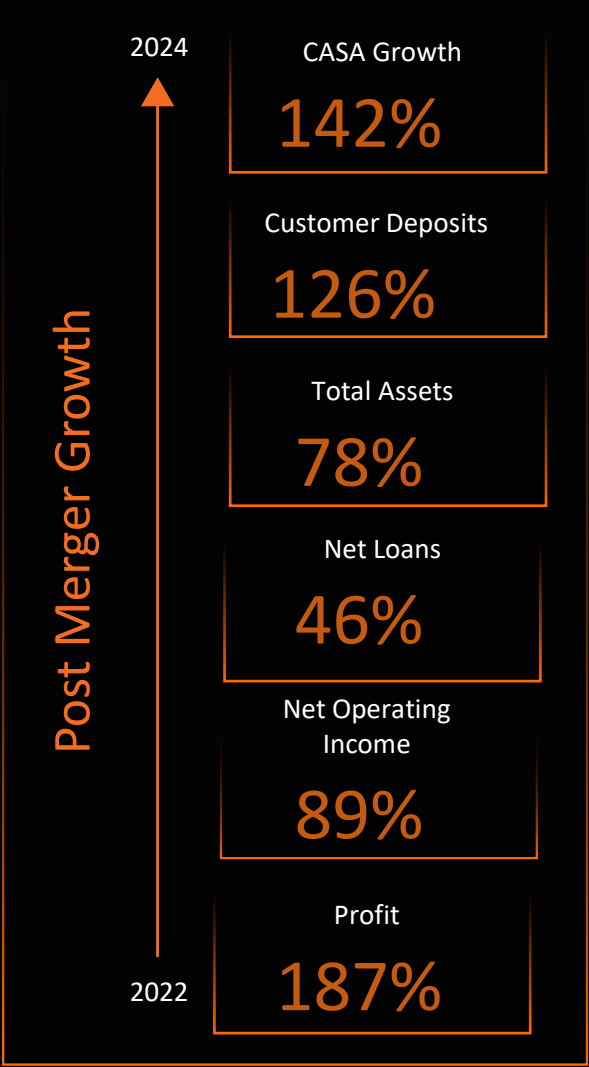 2024
CASA Growth
142%
Customer Deposits
126%
Total Assets
78%
Post Merger Growth
Net Loans
46%
Net Operating
Income
89%
Profit
2022
187%